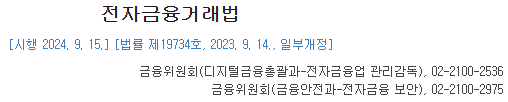 전자금융거래법
[시행 2024. 9. 15.] [법률 제19734호, 2023. 9. 14., 일부개정]
금융위원회(디지털금융총괄과-전자금융업 관리감독), 02-2100-2536
금융위원회(금융안전과-전자금융 보안), 02-2100-2975